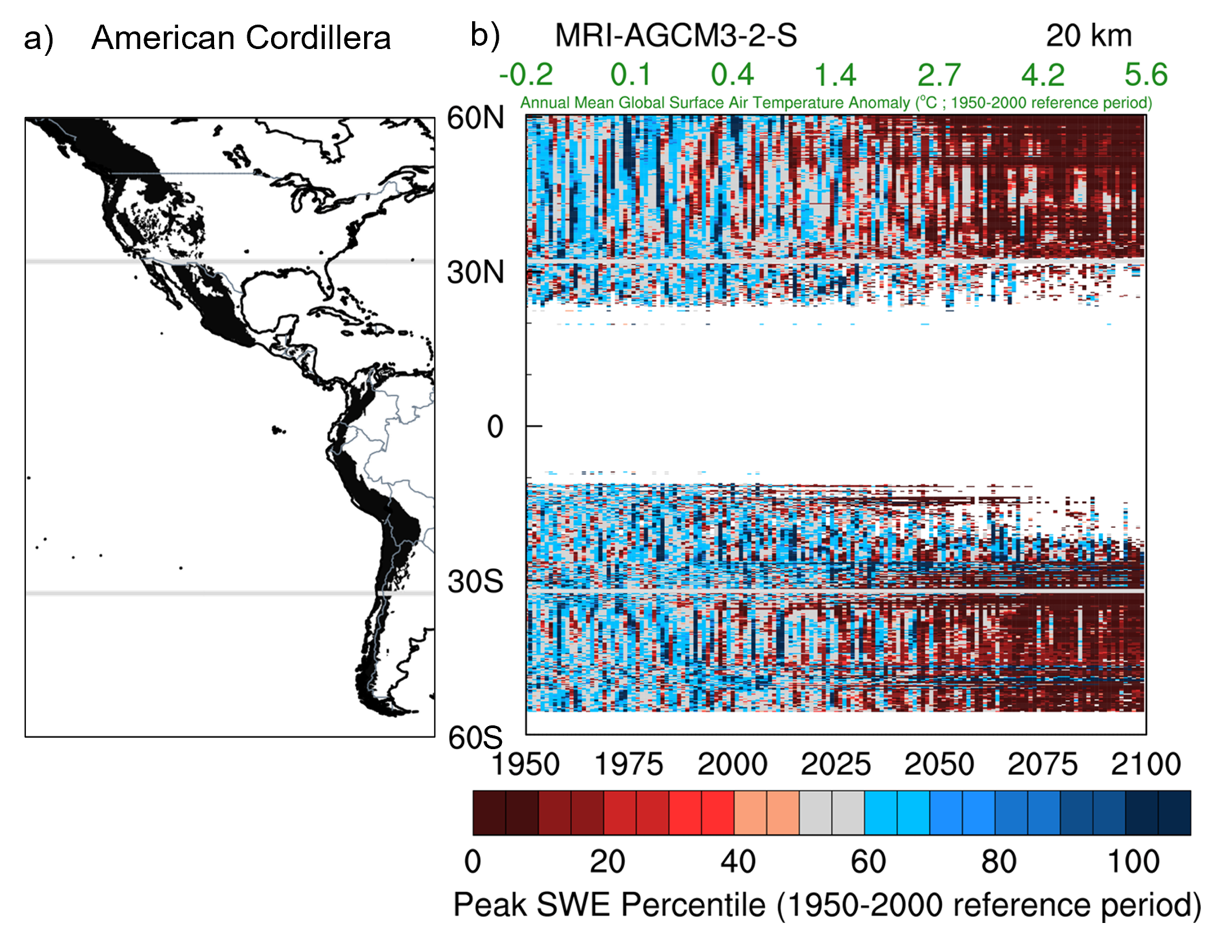 a) American Cordillera
b) MRI-AGCM3-2-S 20 km
-0.2 0.1 0.4 1.4 2.7 4.2 5.6
Annual Mean Global Surface Air Temperature Anomaly (°C ; 1950-2000 reference period)
60N
30N
0
30S
60S
1950 1975 2000 2025 2050 2075 2100
0 20 40 60 80 100
Peak SWE Percentile (1950-2000 reference period)